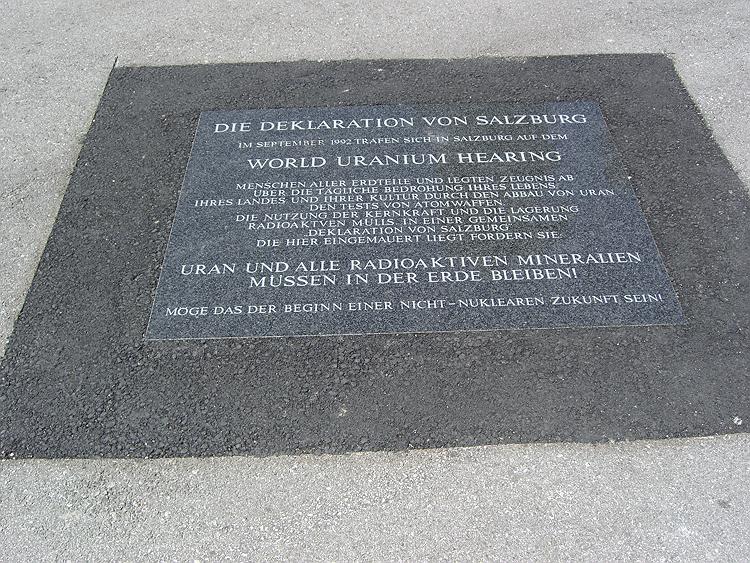 DIE DEKLARATION VON SALZBURG
IM SEPTEMBER 1992 TRAFEN SICH IN SALZBURG AUF DEM
WORLD URANIUM HEARING
MENSCHEN ALLER ERDTEILE UND LEGTEN ZEUGNIS AB
ÜBER DIE TÄGLICHE BEDROHUNG IHRES LEBENS,
IHRES LANDES UND IHRER KULTUR DURCH DEN ABBAU VON URAN
DEN TESTS VON ATOMWAFFEN,
DIE NUTZUNG DER KERNKRAFT UND DIE LAGERUNG
RADIOAKTVEN MÜLLS. IN EINER GEMEINSAMEN
„DEKLARATION VON SALZBURG"
DIE HIER EINGEMAUERT LIEGT FORDERN SIE:
URAN UND ALLE RADIOAKTIVEN MINERALIEN
MÜSSEN IN DER ERDE BLEIBEN!
MÖGE DAS DER BEGINN EINER NICHT-NUKLEAREN ZUKUNFT SEIN!